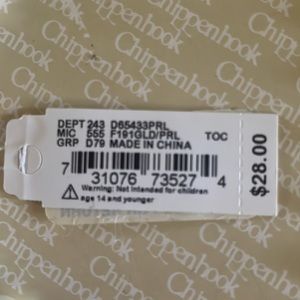 Chippenhook
DEPT 243 D65433PRL
MIC 555 F191GLD/PRL TOC
GRP D79 MADE IN CHINA
7 31076 73527 4
Warning: Not intended for children
age 14 and younger
$28.00